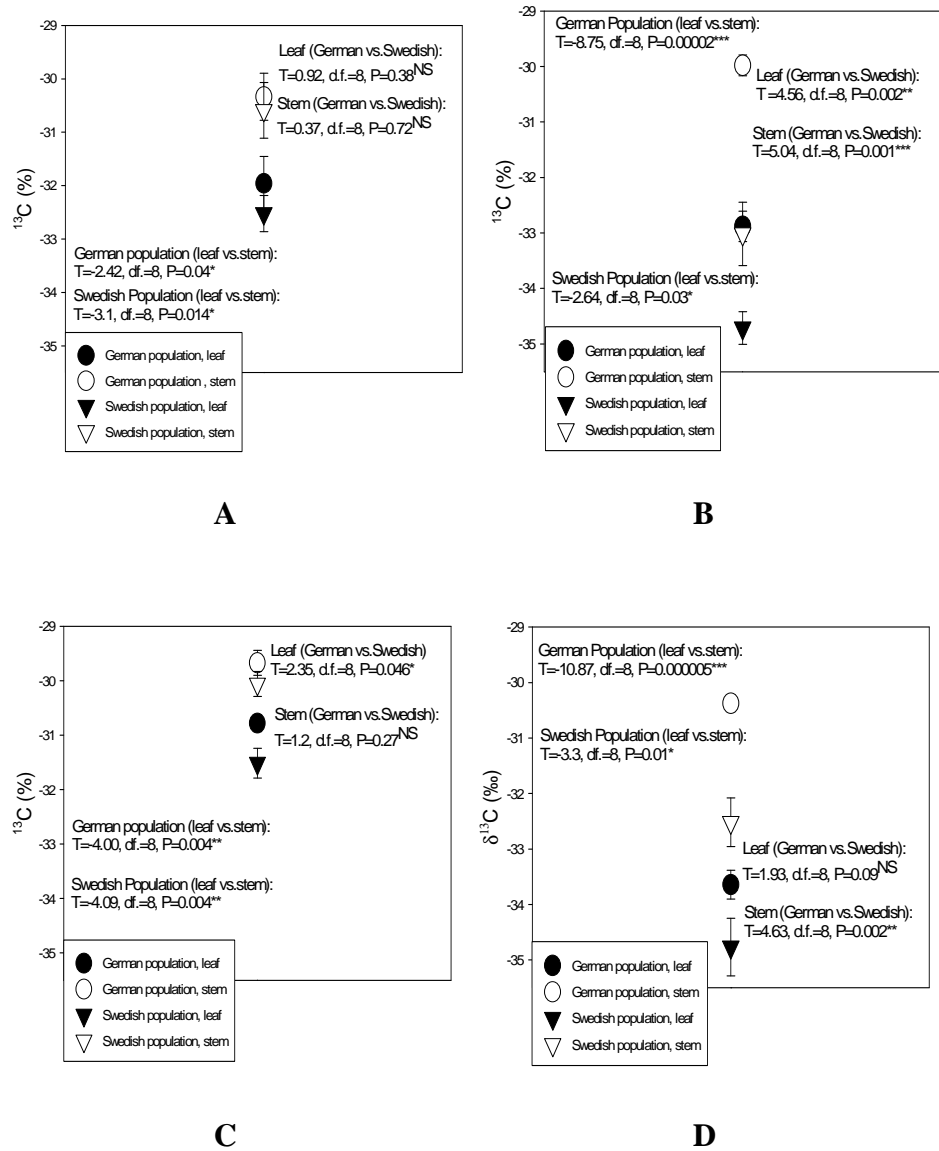 -29
-30
-31
-32
-33
-34
-35
¹³C (%)
Leaf (German vs.Swedish):
T=0.92, d.f.=8, P=0.38ᴺˢ
Stem (German vs.Swedish):
T=0.37, d.f.=8, P=0.72ᴺˢ
German population (leaf vs.stem):
T=-2.42, df.=8, P=0.04*
Swedish Population (leaf vs.stem):
T=-3.1, df.=8, P=0.014*
German population, leaf
German population , stem
Swedish population, leaf
Swedish population, stem
A
-29
-30
-31
-32
-33
-34
-35
¹³C (%)
German Population (leaf/stem):
T=-8.75, df.=8, P=0.00002***
Leaf (German vs.Swedish):
T=4.56, d.f.=8, P=0.002**
Stem (German vs.Swedish):
T=5.04, d.f.=8, P=0.001***
Swedish Population (leaf vs.stem):
T=-2.64, df.=8, P=0.03*
German population, leaf
German population, stem
Swedish population, leaf
Swedish population, stem
B
-29
-30
-31
-32
-33
-34
-35
¹³C (%)
Leaf (German vs.Swedish)
T=2.35, d.f.=8, P=0.046*
Stem (German vs.Swedish):
T=1.2, d.f.=8, P=0.27ᴺˢ
German population (leaf vs.stem):
T=-4.00, df.=8, P=0.004**
Swedish Population (leaf vs.stem):
T=-4.09, df.=8, P=0.004**
German population, leaf
German population, stem
Swedish population, leaf
Swedish population, stem
C
-29
-30
-31
-32
-33
-34
-35
δ¹³C (‰)
German Population (leaf vs.stem):
T=-10.87, df.=8, P=0.000005***
Swedish Population (leaf vs.stem):
T=-3.3, df.=8, P=0.01*
Leaf (German vs.Swedish):
T=1.93, d.f.=8, P=0.09ᴺˢ
Stem (German vs.Swedish):
T=4.63, d.f.=8, P=0.002**
German population, leaf
German population, stem
Swedish population, leaf
Swedish population, stem
D